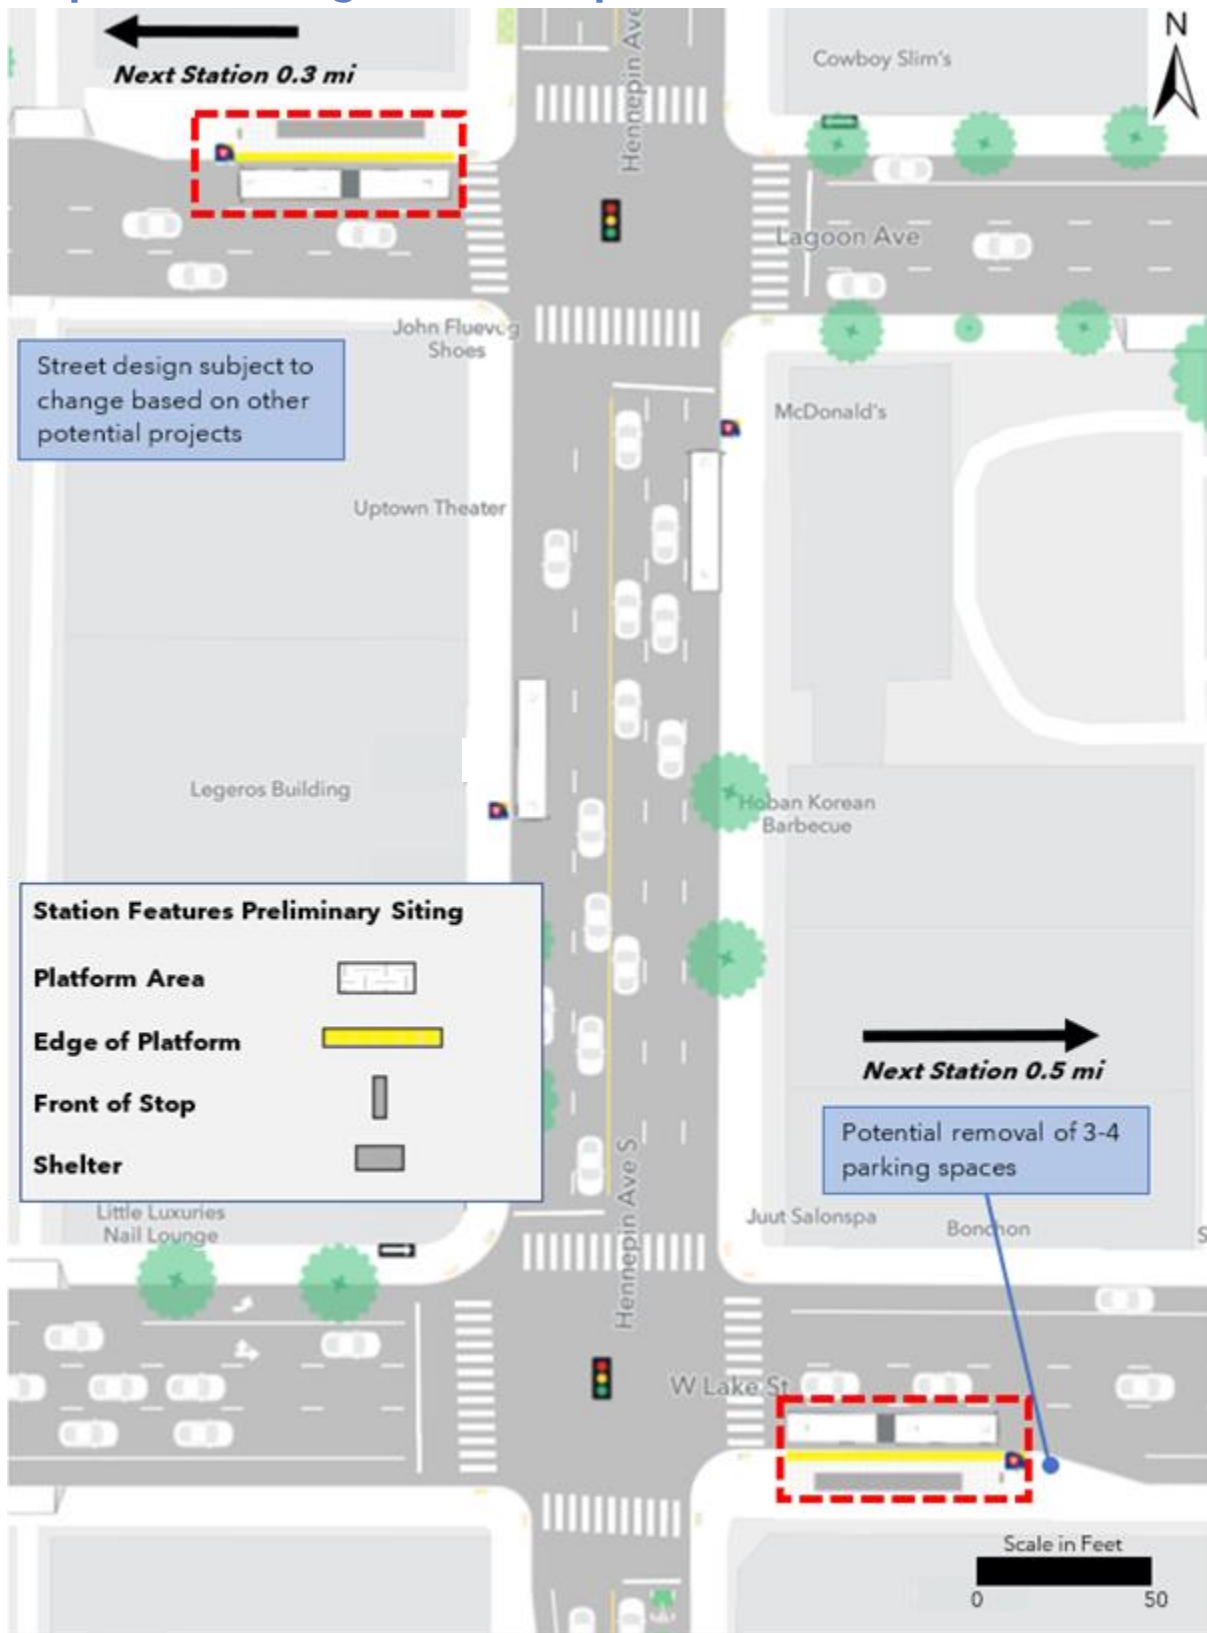 Hennepin Ave
N
Next Station 0.3 mi
Cowboy Slim's
Lagoon Ave
John Fluevog
Shoes
Street design subject to
change based on other
potential projects
McDonald's
Uptown Theater
Legeros Building
Hoban Korean
Barbecue
Station Features Preliminary Siting
Platform Area
Edge of Platform
Front of Stop
Shelter
Next Station 0.5 mi
Potential removal of 3-4
parking spaces
Hennepin Ave S
Little Luxuries
Nail Lounge
Juut Salonspa
Bonchon
S
W Lake St
Scale in Feet
0 50